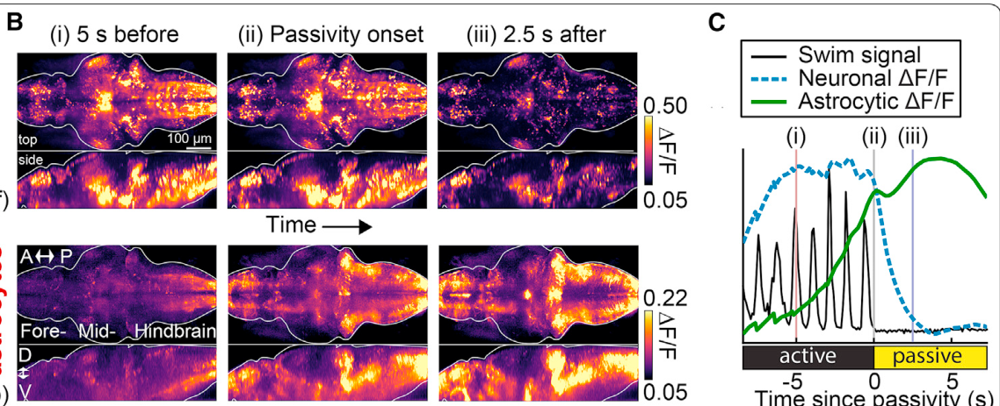 B
(i) 5 s before
(ii) Passivity onset
(iii) 2.5 s after
top
100 μm
side
0.50
ΔF/F
0.05
Time
A P
Fore- Mid- Hindbrain
D
V
0.22
ΔF/F
0.05
C
Swim signal
Neuronal ΔF/F
Astrocytic ΔF/F
(i) (ii) (iii)
active passive
-5 0 5
Time since passivity (s)